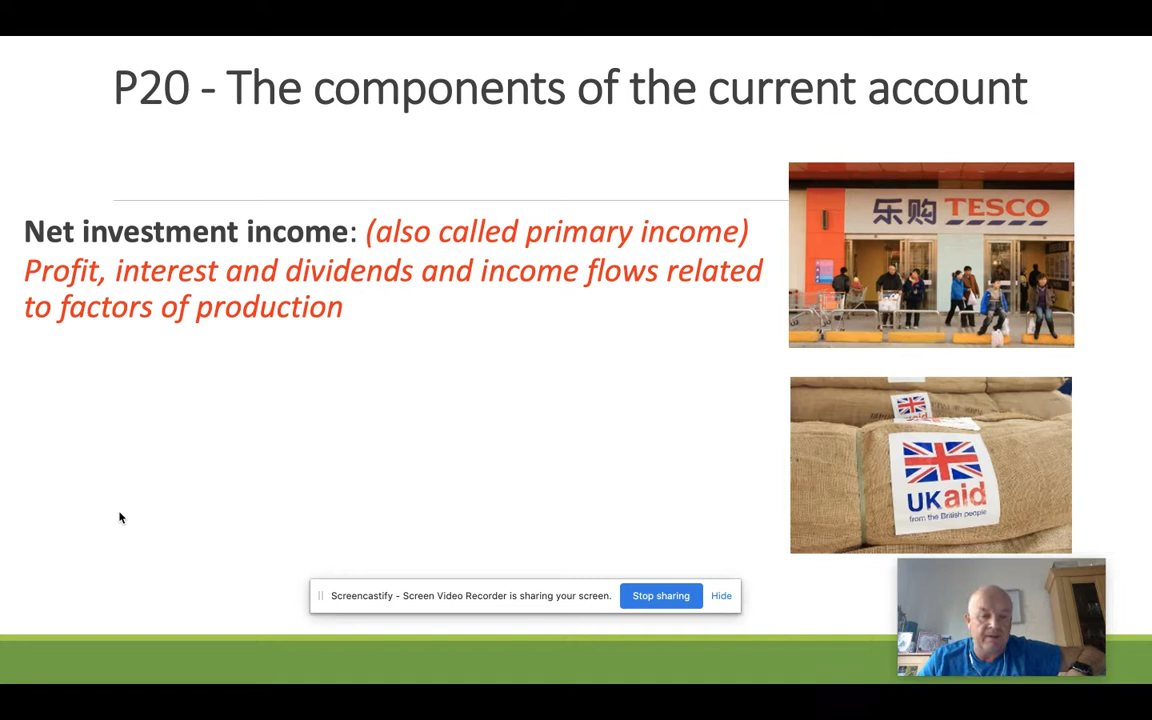 P20 - The components of the current account
Net investment income: (also called primary income)
Profit, interest and dividends and income flows related
to factors of production
乐购 TESCO
UKaid
from the British people
Screencastify - Screen Video Recorder is sharing your screen.
Stop sharing
Hide